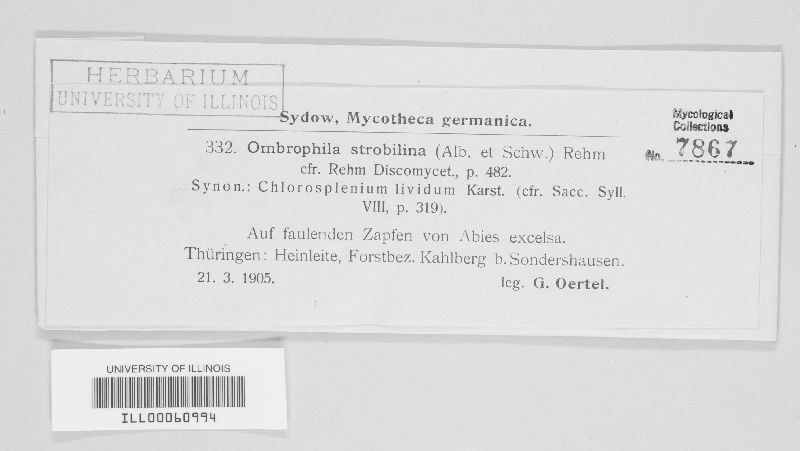 HERBARIUM
UNIVERSITY OF ILLINOIS
Sydow, Mycotheca germanica.
332. Ombrophila strobilina (Alb. et Schw.) Rehm
cfr. Rehm Discomycet., p. 482.
Synon.: Chlorosplenium lividum Karst. (cfr. Sacc. Syll.
VIII, p. 319).
Auf faulenden Zapfen von Abies excelsa.
Thüringen: Heinleite, Forstbez. Kahlberg b. Sondershausen.
21. 3. 1905. leg. G. Oertel.
Mycological
Collections
No. 7867
UNIVERSITY OF ILLINOIS
ILL00060994